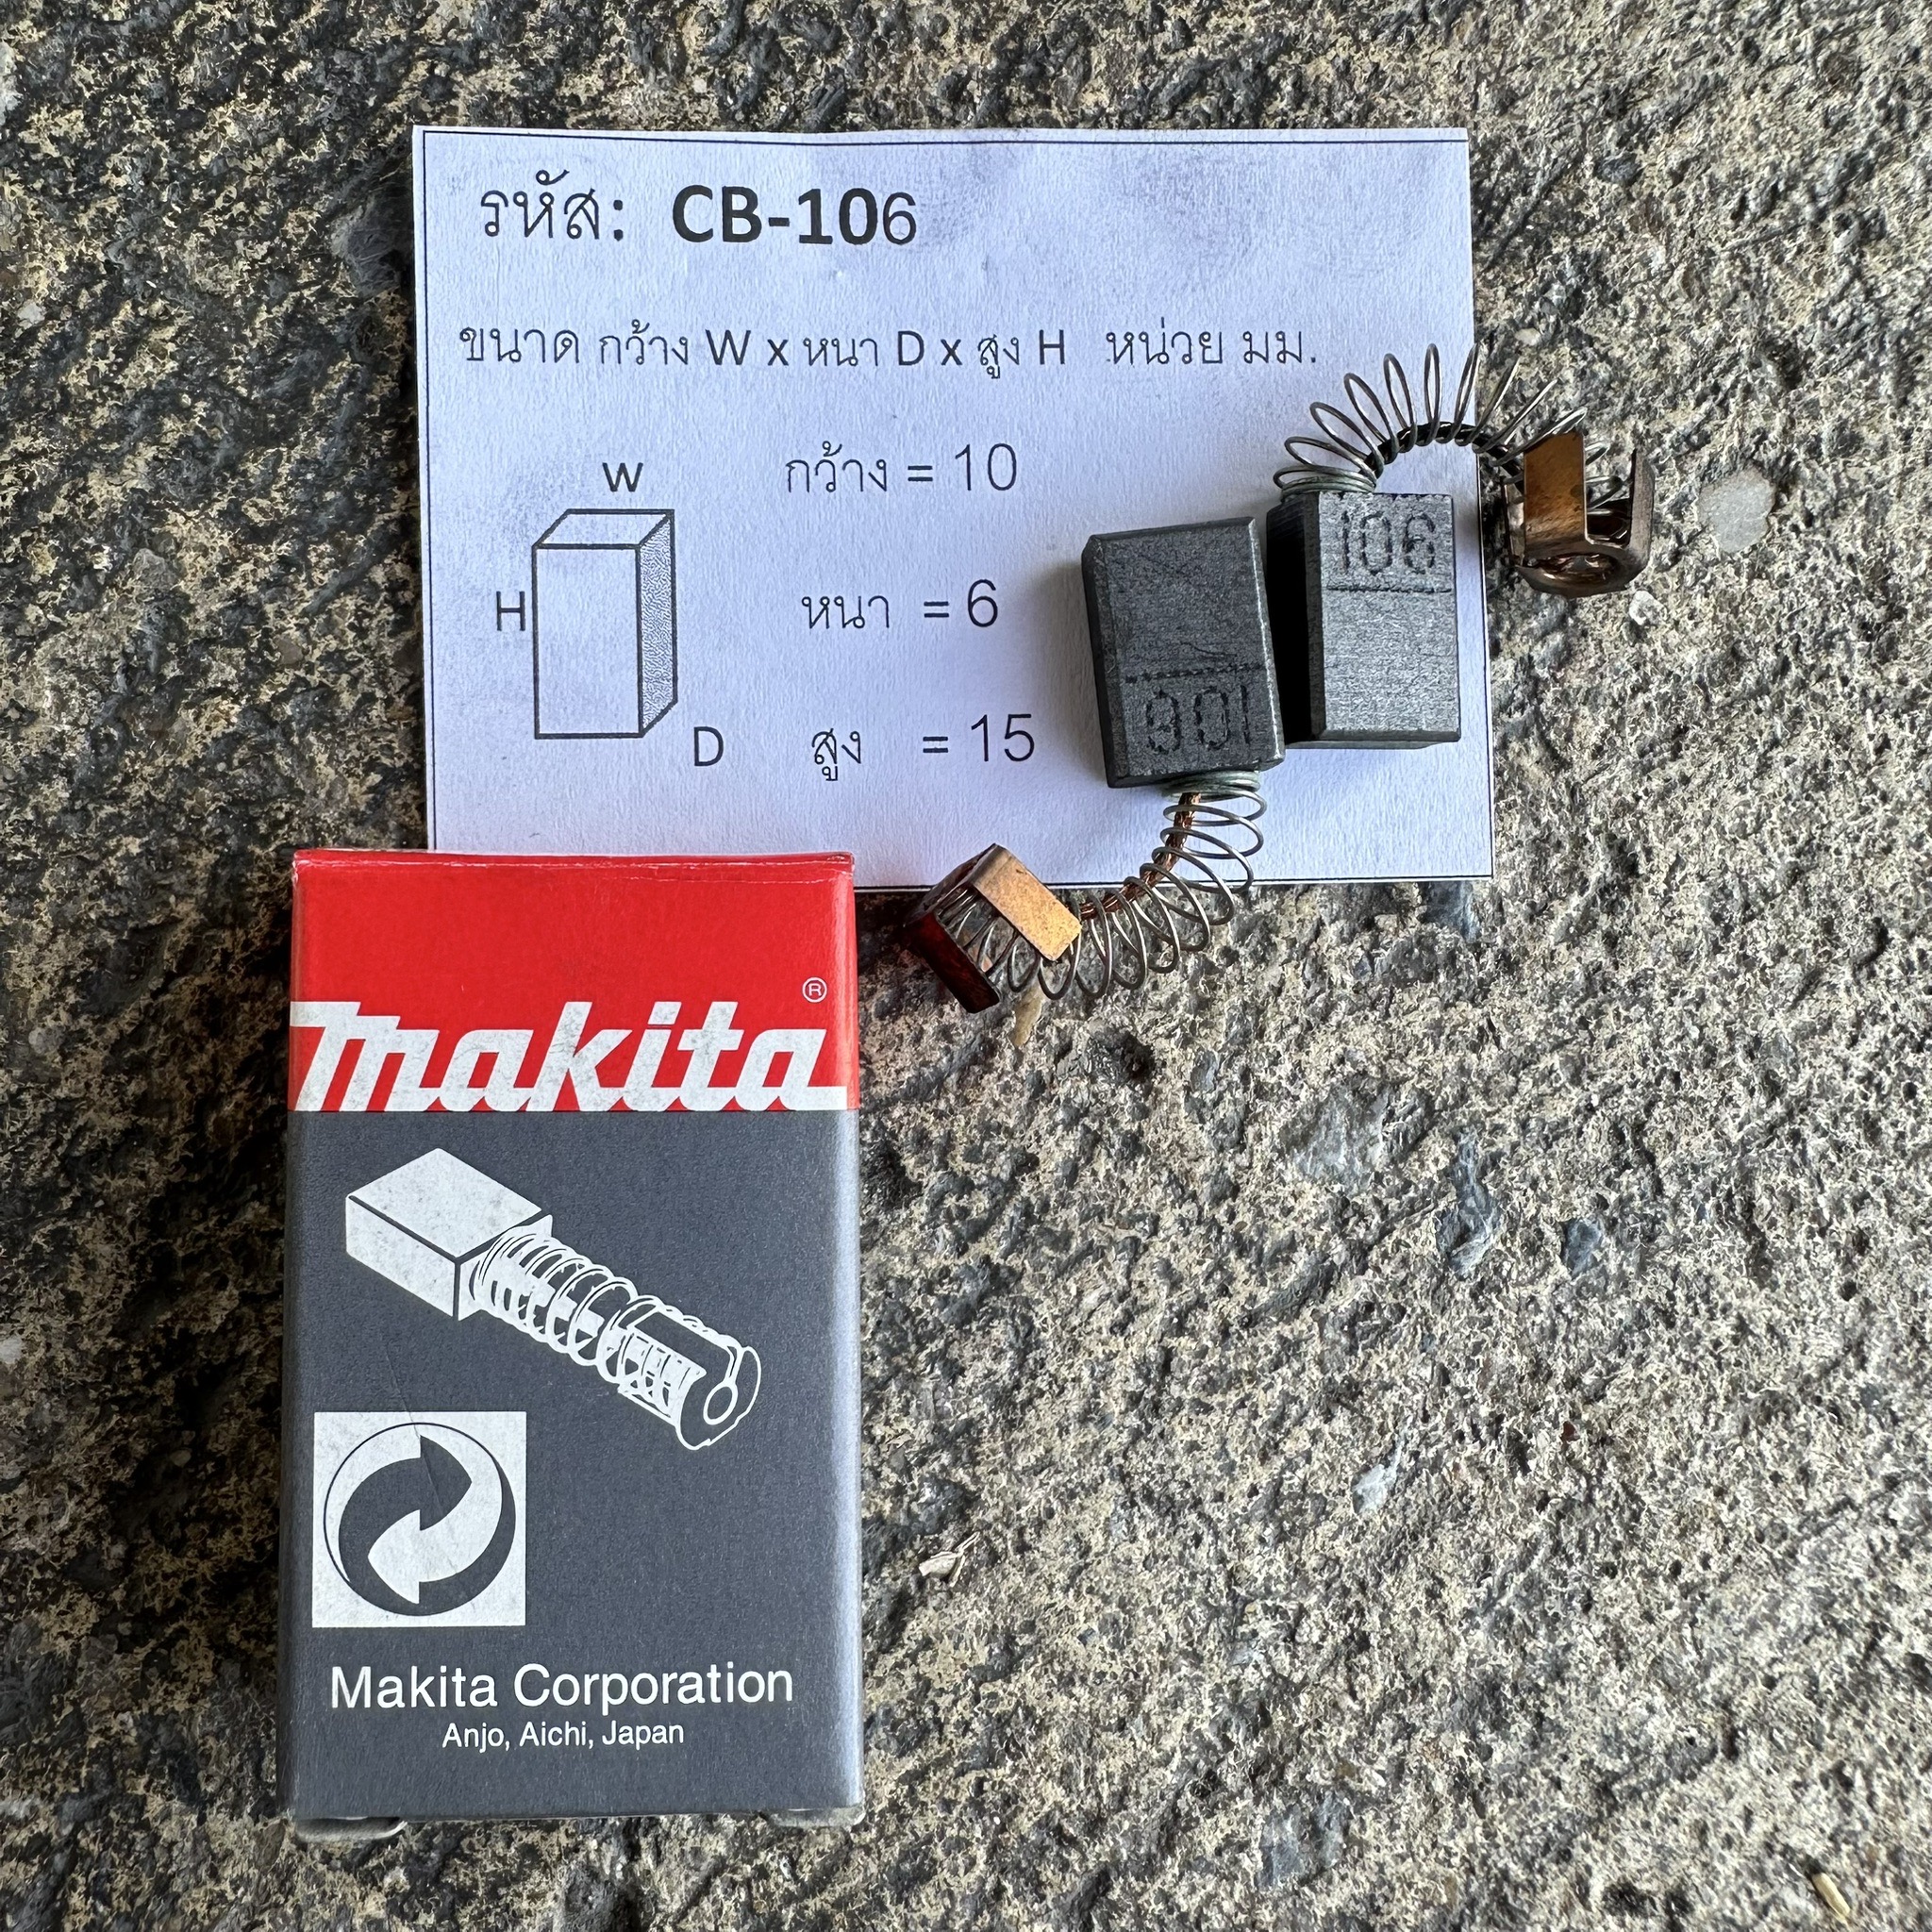 รหัส: CB-106
ขนาด กว้าง W x หนา D x สูง H หน่วย มม.
W
กว้าง = 10
H
หนา = 6
D
สูง = 15
106
106
makita®
Makita Corporation
Anjo, Aichi, Japan